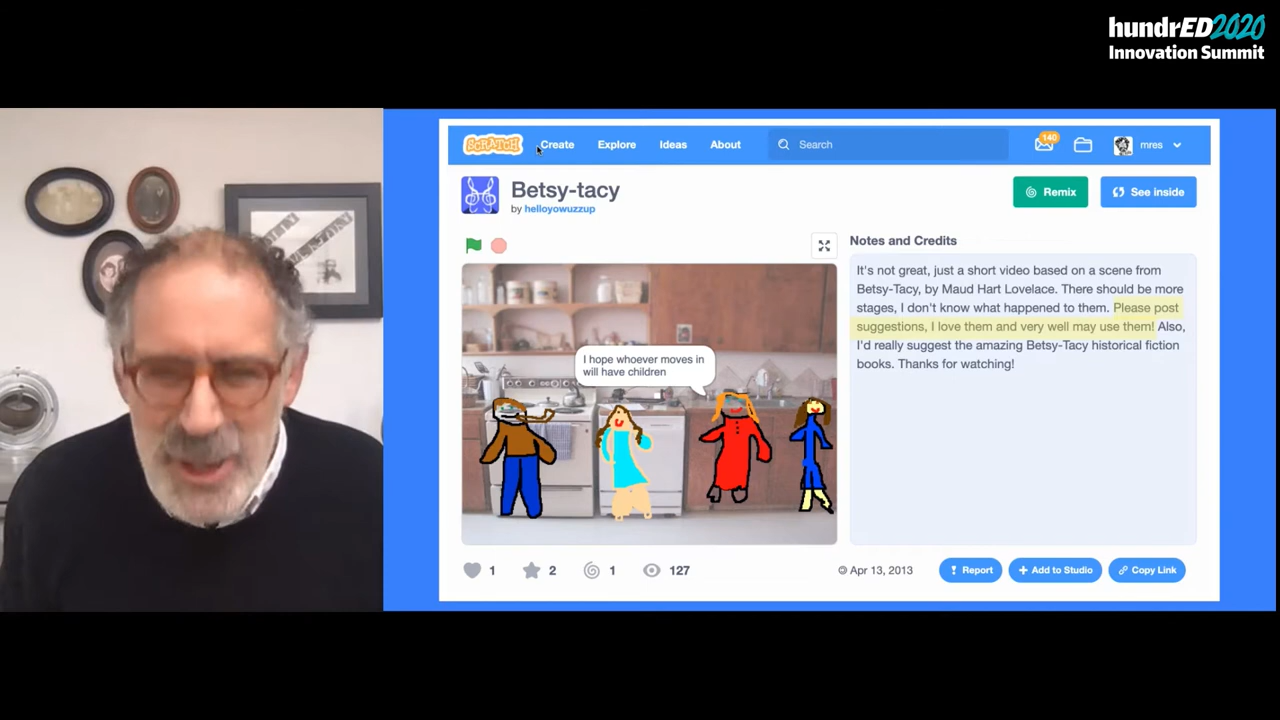 hundrED2020
Innovation Summit
SCRATCH
Create
Explore
Ideas
About
Search
140
mres
Betsy-tacy
by helloyowuzzup
Remix
See inside
Notes and Credits
It's not great, just a short video based on a scene from
Betsy-Tacy, by Maud Hart Lovelace. There should be more
stages, I don't know what happened to them. Please post
suggestions, I love them and very well may use them! Also,
I'd really suggest the amazing Betsy-Tacy historical fiction
books. Thanks for watching!
I hope whoever moves in
will have children
1
2
1
127
© Apr 13, 2013
Report
Add to Studio
Copy Link